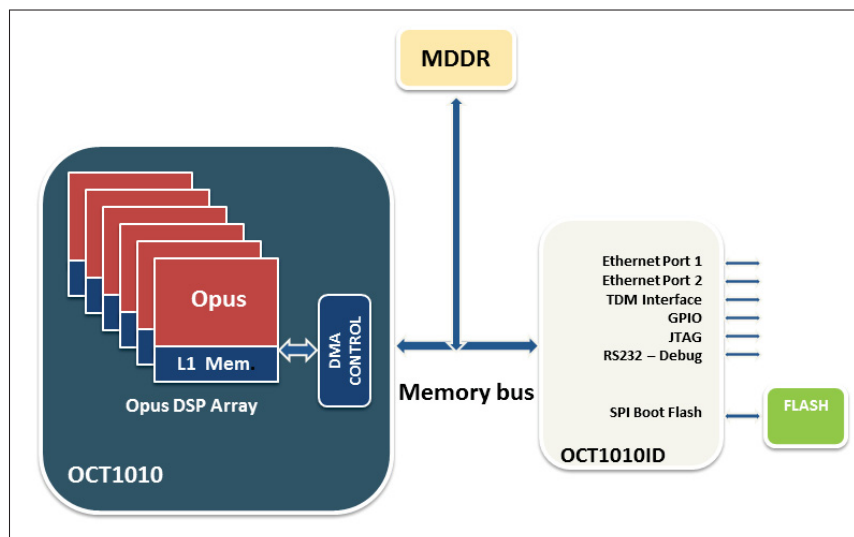 MDDR
Opus
L1 Mem.
Opus DSP Array
DMA
CONTROL
OCT1010
Memory bus
Ethernet Port 1
Ethernet Port 2
TDM Interface
GPIO
JTAG
RS232 – Debug
SPI Boot Flash
OCT1010ID
FLASH